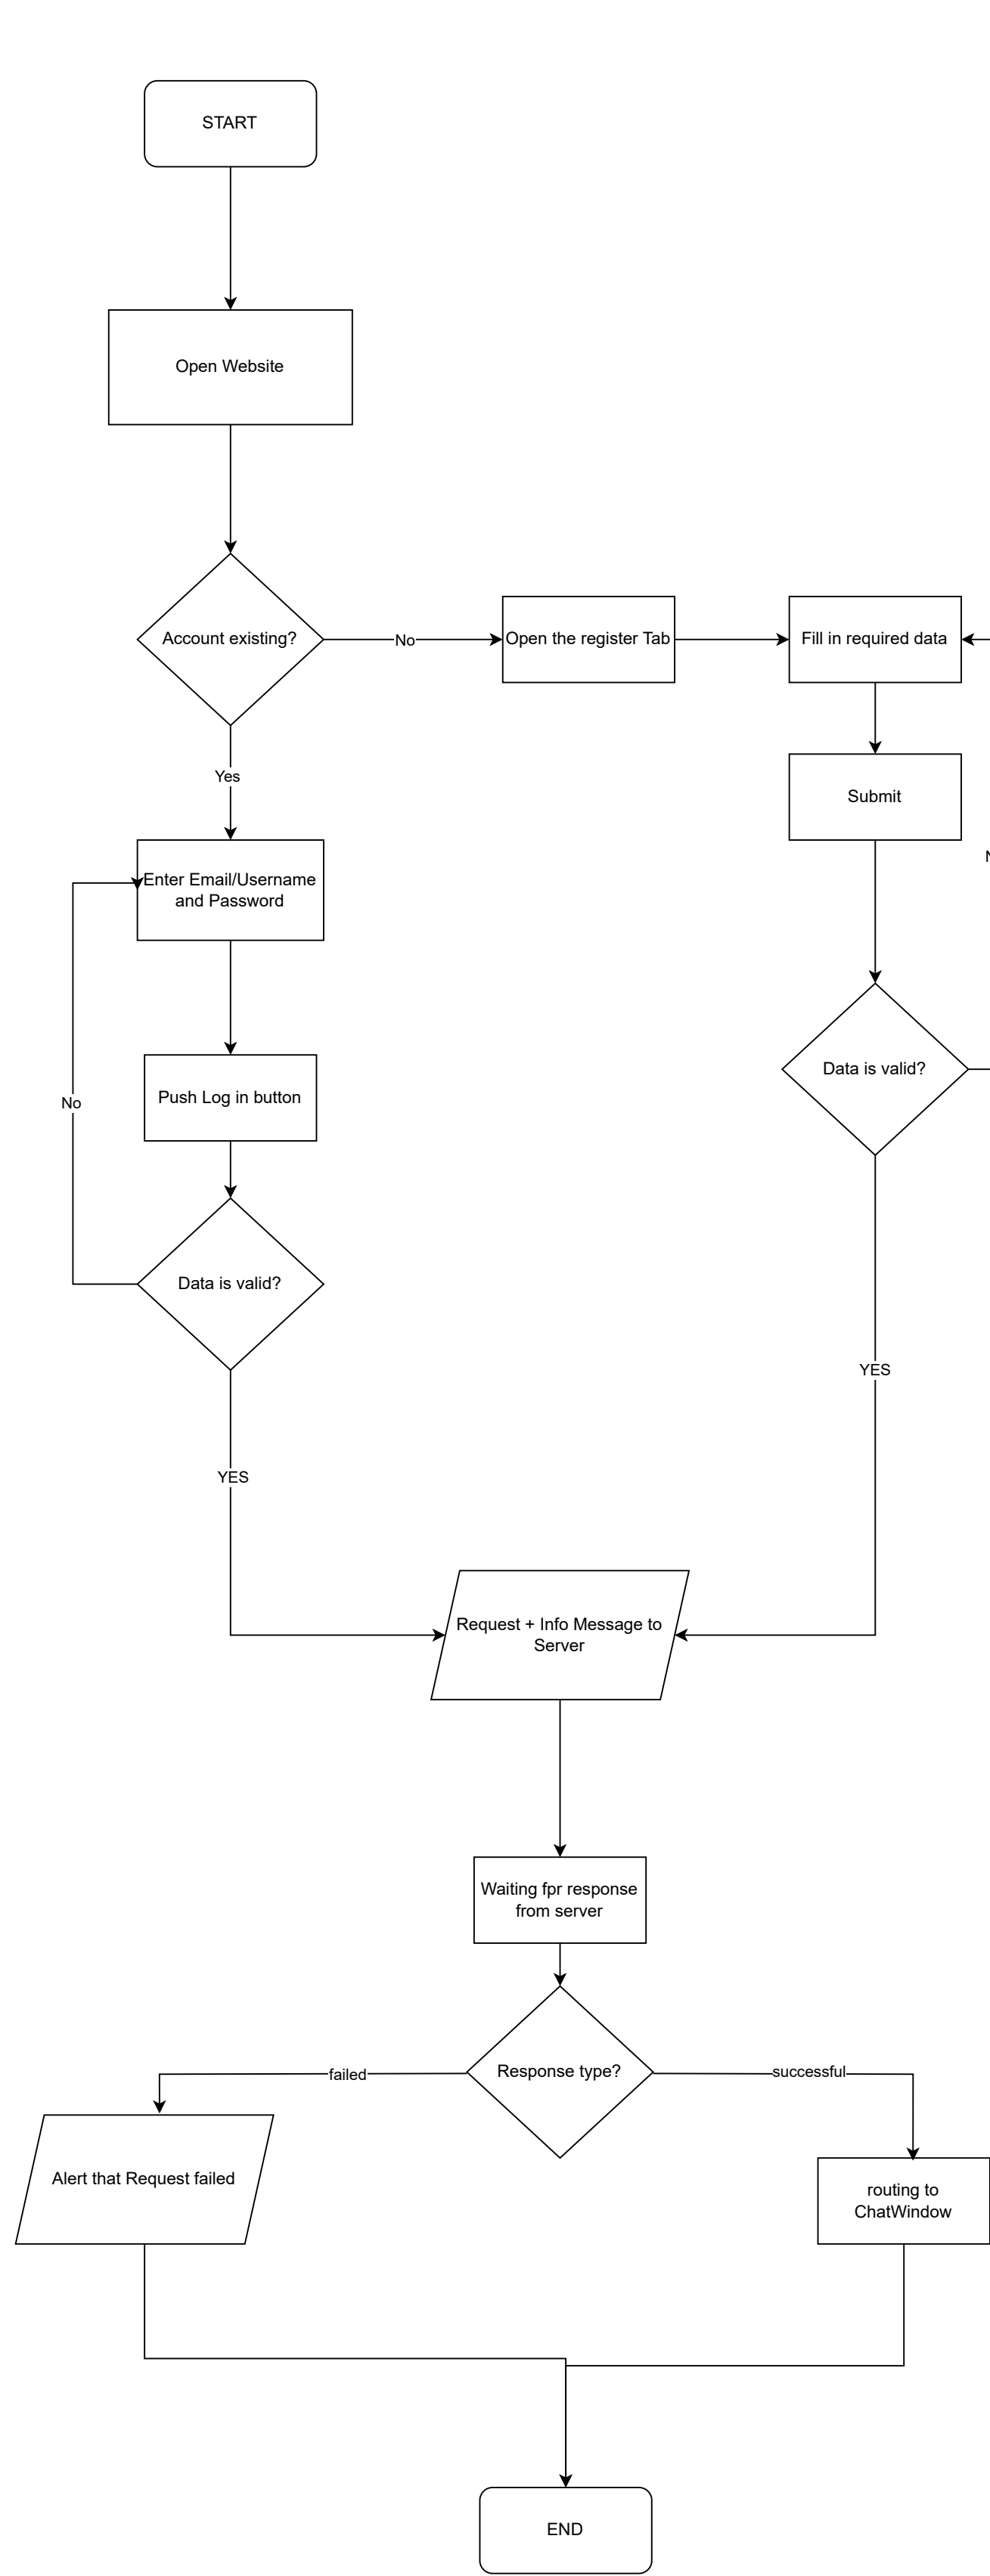 START
Open Website
Account existing?
No
Open the register Tab
Fill in required data
Yes
Submit
Enter Email/Username
and Password
N
Data is valid?
Push Log in button
No
Data is valid?
YES
YES
Request + Info Message to
Server
Waiting fpr response
from server
Response type?
failed
successful
Alert that Request failed
routing to
ChatWindow
END